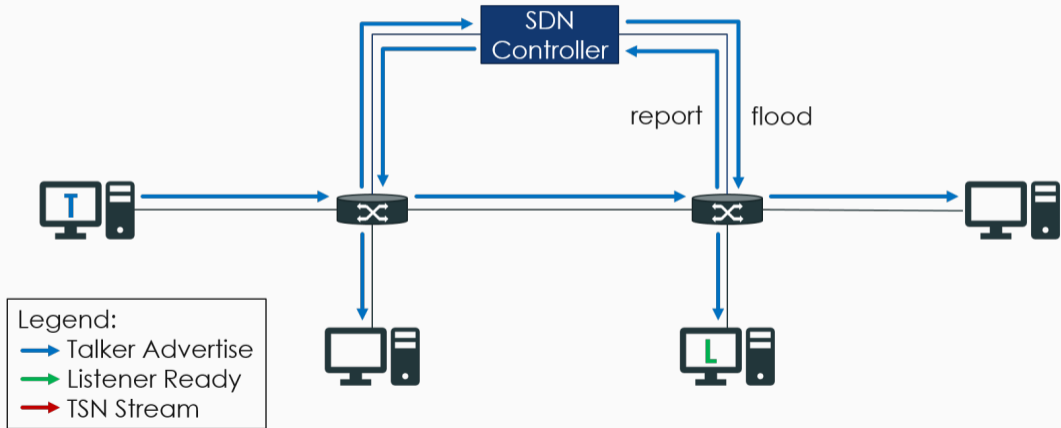 SDN
Controller
report
flood
T
L
Legend:
Talker Advertise
Listener Ready
TSN Stream